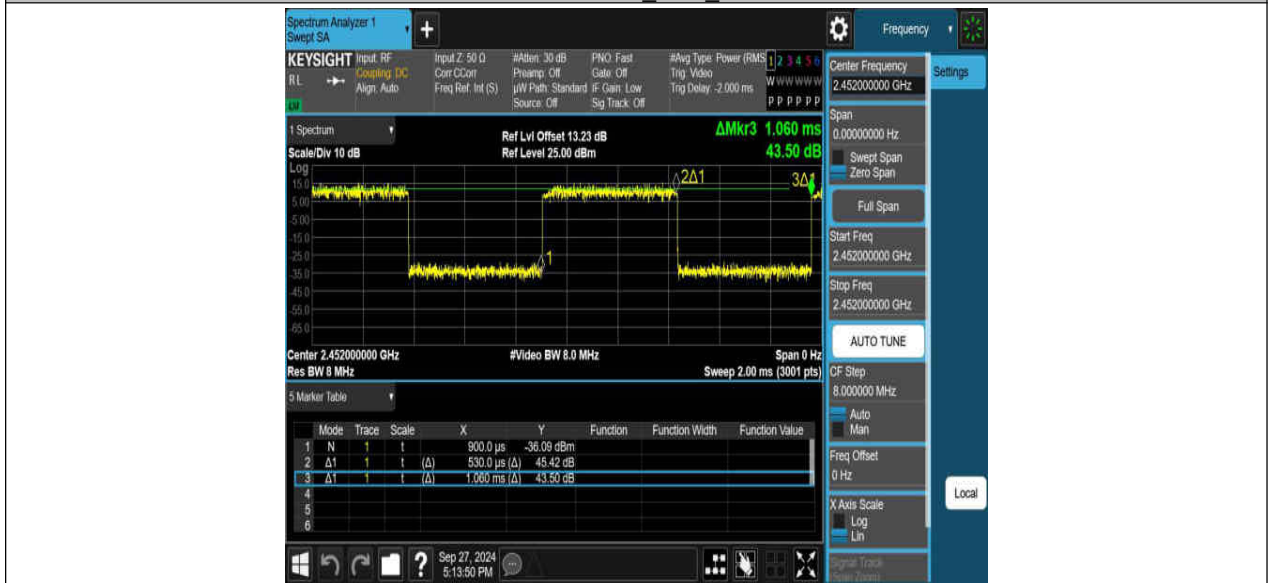 Spectrum Analyzer 1
Swept SA
+
Frequency
KEYSIGHT Input: RF Input Z: 50 Ω #Atten: 30 dB PNO: Fast #Avg Type: Power (RMS 1 2 3 4 5 6
RL Coupling: DC Corr CCorr Preamp: Off Gate: Off Trig: Video W W W W W W
Align: Auto Freq Ref: Int (S) µW Path: Standard IF Gain: Low Trig Delay: -2.000 ms
Source: Off Sig Track: Off P P P P P P
1 Spectrum
Ref Lvl Offset 13.23 dB
ΔMkr3 1.060 ms
Scale/Div 10 dB
Ref Level 25.00 dBm
43.50 dB
Log
15.0
5.00
-5.00
-15.0
-25.0
-35.0
-45.0
-55.0
-65.0
2Δ1
3Δ1
1
Center 2.452000000 GHz
#Video BW 8.0 MHz
Span 0 Hz
Res BW 8 MHz
Sweep 2.00 ms (3001 pts)
5 Marker Table
Mode Trace Scale X Y Function Function Width Function Value
1 N 1 t 900.0 µs -36.09 dBm
2 Δ1 1 t (Δ) 530.0 µs (Δ) 45.42 dB
3 Δ1 1 t (Δ) 1.060 ms (Δ) 43.50 dB
4
5
6
Sep 27, 2024
5:13:50 PM
Center Frequency
2.452000000 GHz
Settings
Span
0.00000000 Hz
Swept Span
Zero Span
Full Span
Start Freq
2.452000000 GHz
Stop Freq
2.452000000 GHz
AUTO TUNE
CF Step
8.000000 MHz
Auto
Man
Freq Offset
0 Hz
X Axis Scale
Log
Lin
Signal Track
(Span Zoom)
Local